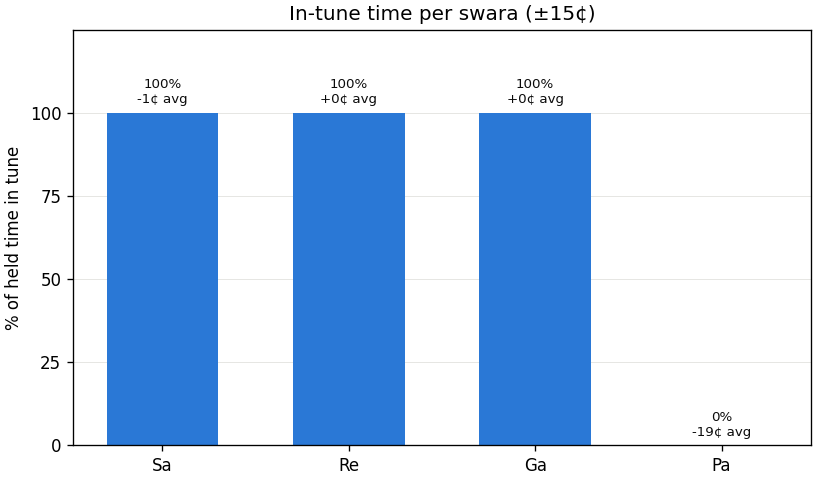 In-tune time per swara (±15¢)
% of held time in tune
100
75
50
25
0
100%
-1¢ avg
100%
+0¢ avg
100%
+0¢ avg
0%
-19¢ avg
Sa
Re
Ga
Pa